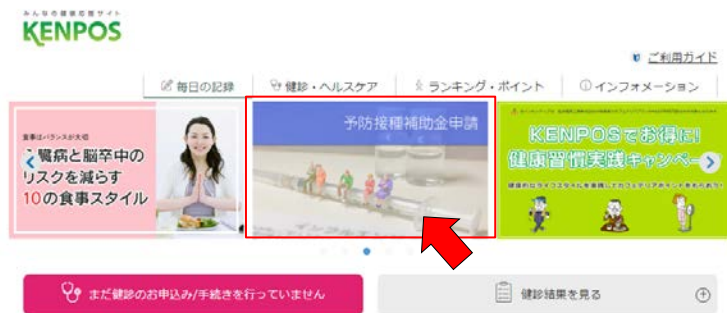 みんなの健康応援サイト
KENPOS
ご利用ガイド
毎日の記録
健診・ヘルスケア
ランキング・ポイント
インフォメーション
食事はバランスが大切
心臓病と脳卒中の
リスクを減らす
10の食事スタイル
予防接種補助金申請
KENPOSでお得に!
健康習慣実践キャンペーン
まだ健診のお申込み/手続きを行っていません
健診結果を見る